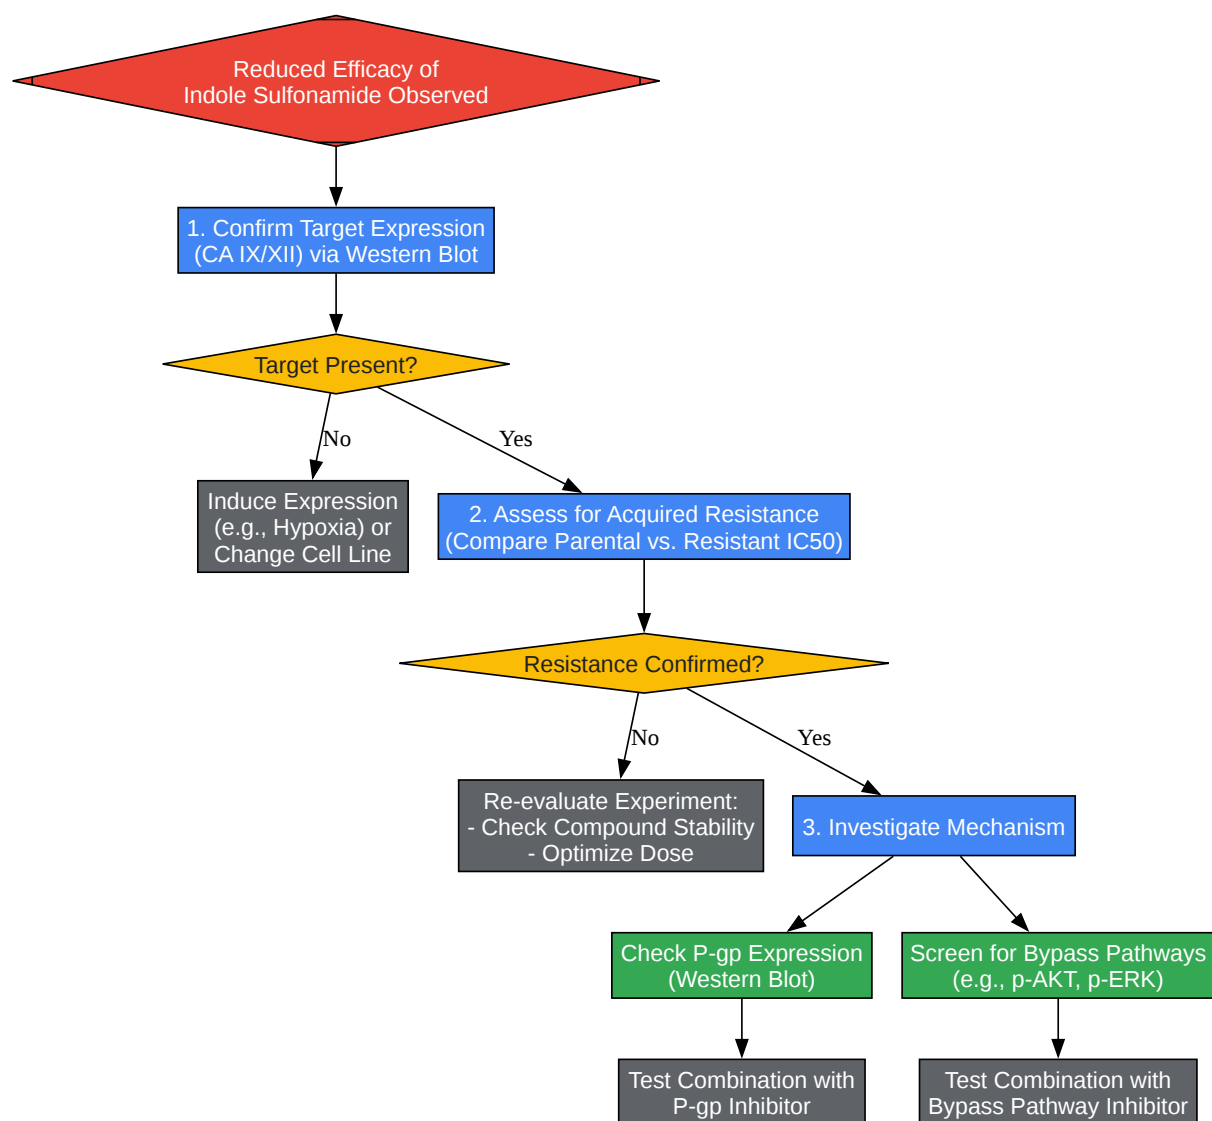 Reduced Efficacy of
Indole Sulfonamide Observed
1. Confirm Target Expression
(CA IX/XII) via Western Blot
Target Present?
No
Yes
Induce Expression
(e.g., Hypoxia) or
Change Cell Line
2. Assess for Acquired Resistance
(Compare Parental vs. Resistant IC50)
Resistance Confirmed?
No
Yes
Re-evaluate Experiment:
- Check Compound Stability
- Optimize Dose
3. Investigate Mechanism
Check P-gp Expression
(Western Blot)
Screen for Bypass Pathways
(e.g., p-AKT, p-ERK)
Test Combination with
P-gp Inhibitor
Test Combination with
Bypass Pathway Inhibitor